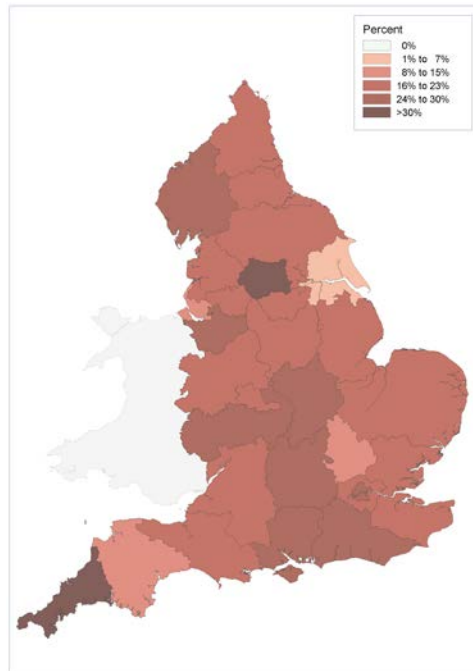 Percent
0%
1% to 7%
8% to 15%
16% to 23%
24% to 30%
>30%